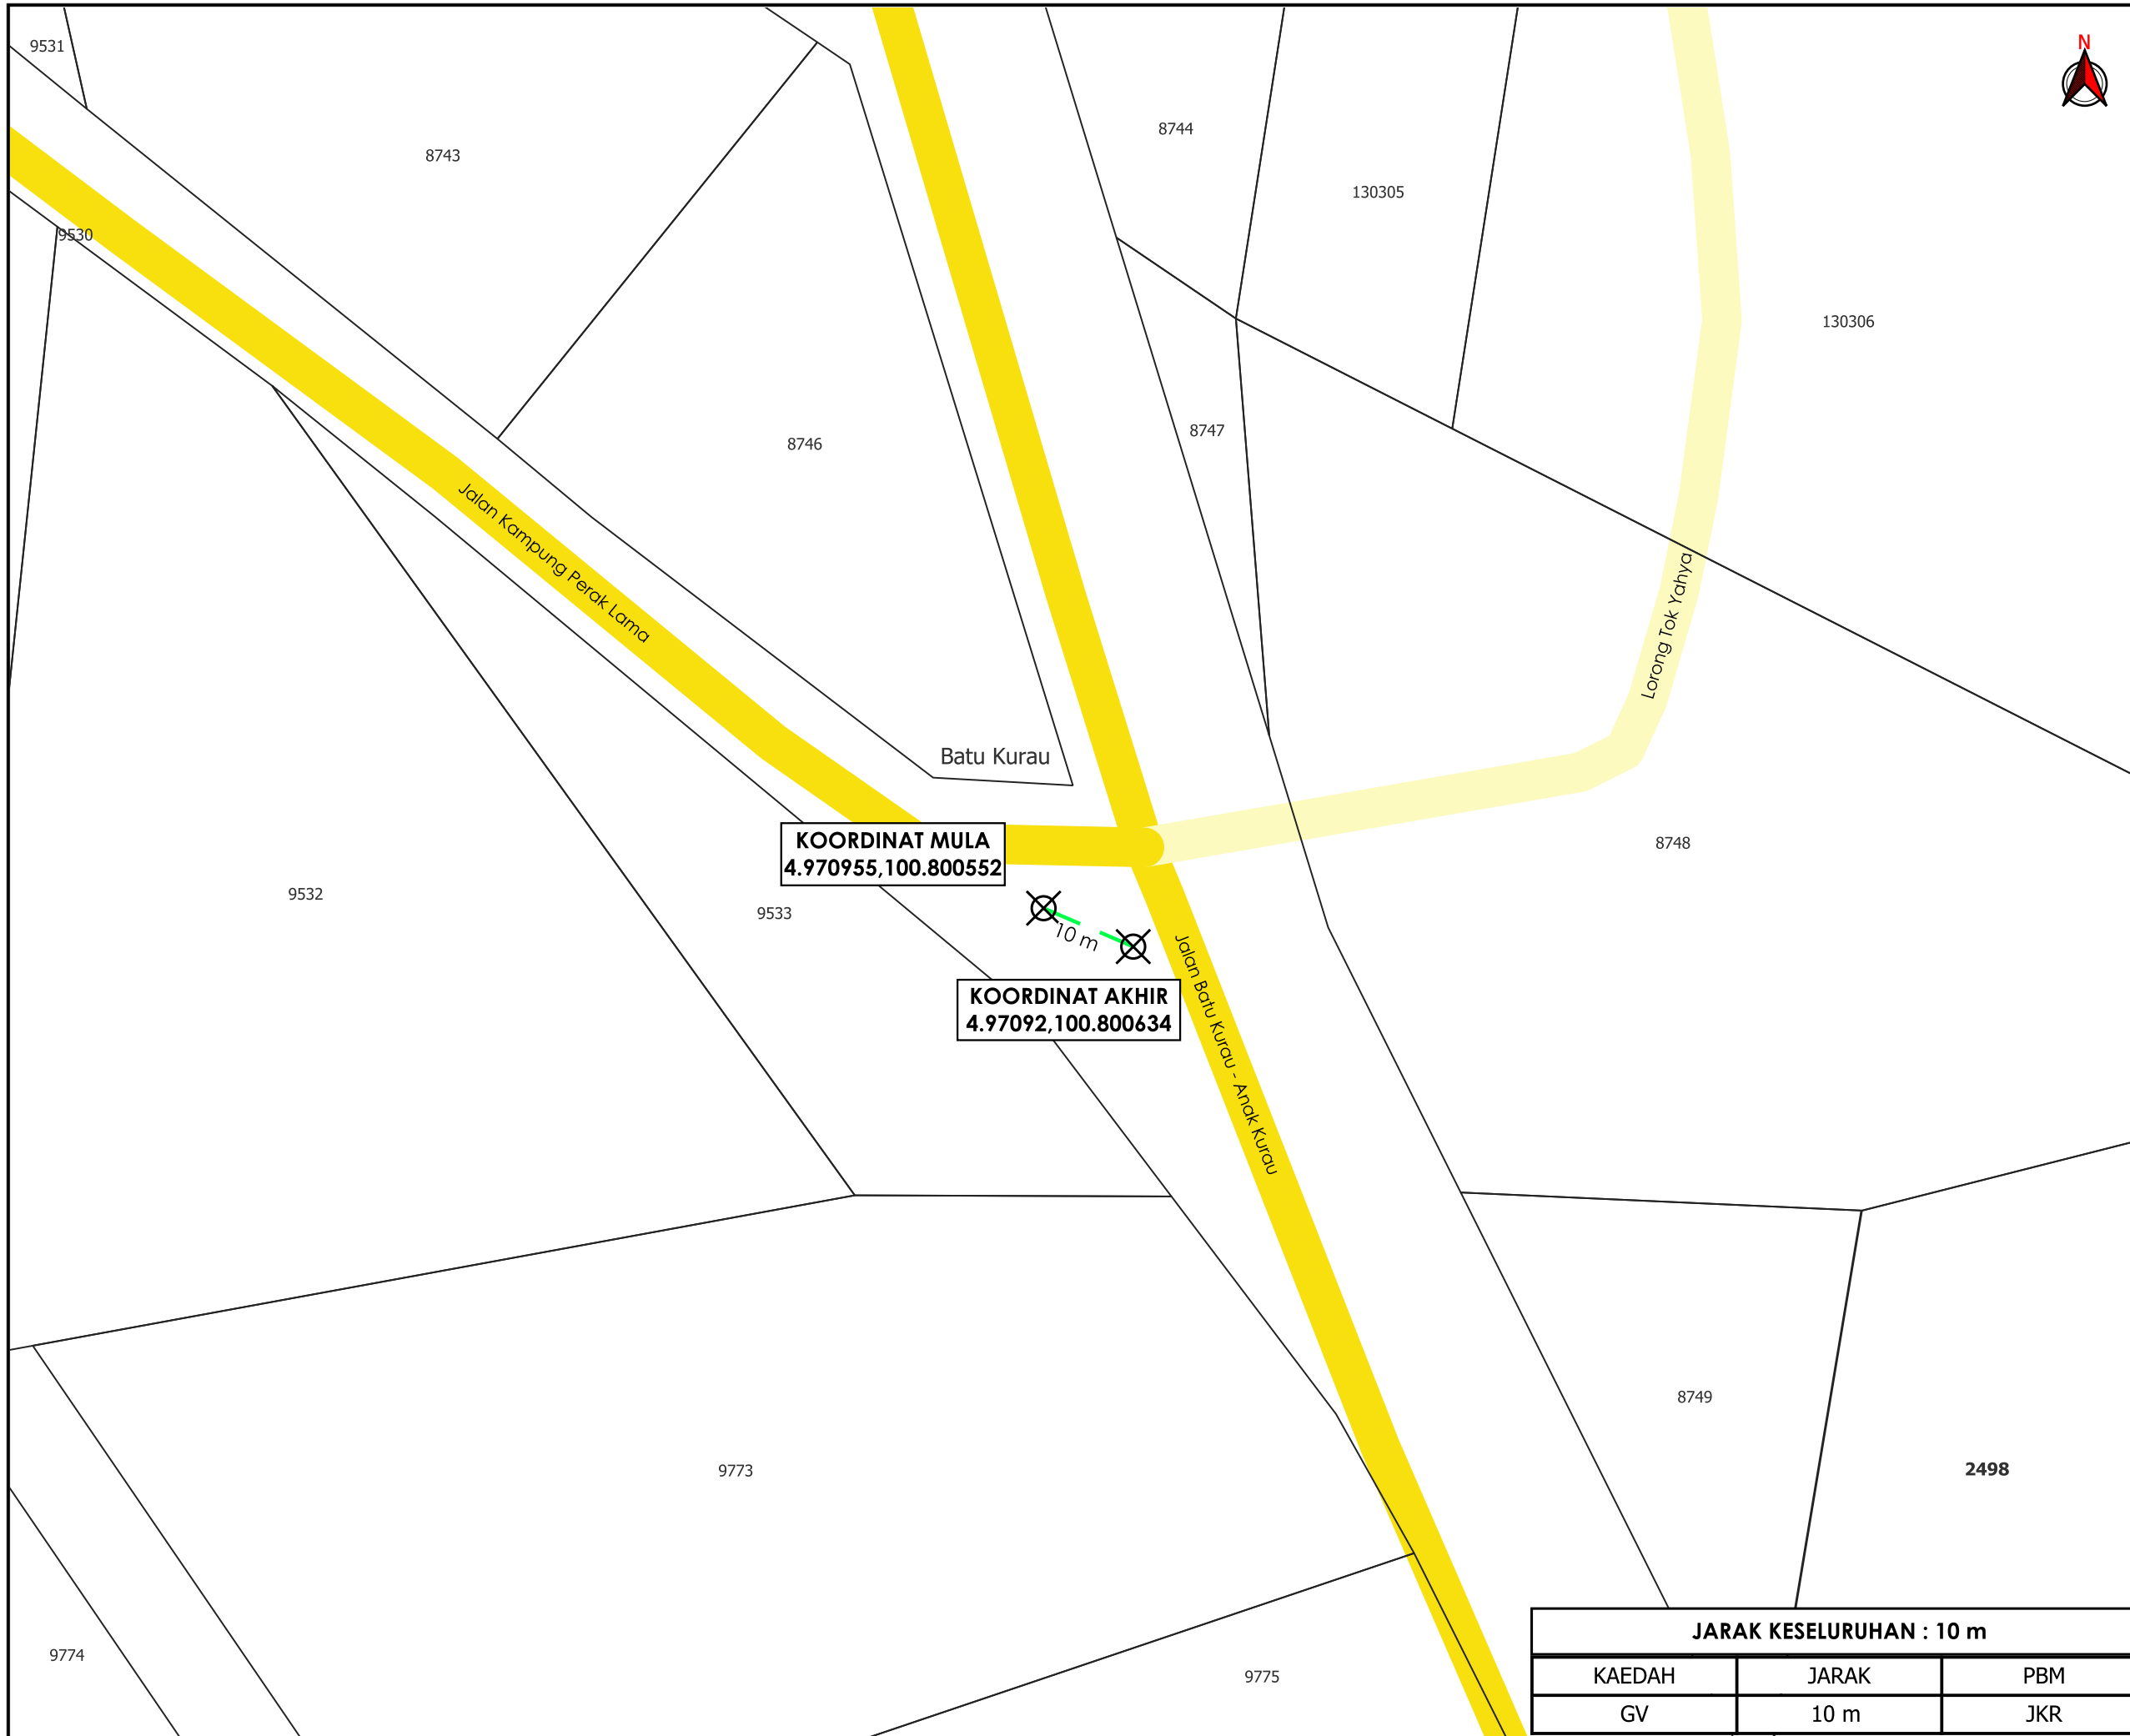 N
9531
8743
8744
130305
9530
130306
8746
8747
Jalan Kampung Perak Lama
Lorong Tok Yahya
Batu Kurau
KOORDINAT MULA
4.970955,100.800552
8748
9532
9533
10 m
KOORDINAT AKHIR
4.97092,100.800634
Jalan Batu Kurau - Anak Kurau
8749
9773
2498
9774
9775
JARAK KESELURUHAN : 10 m
KAEDAH JARAK PBM
GV 10 m JKR